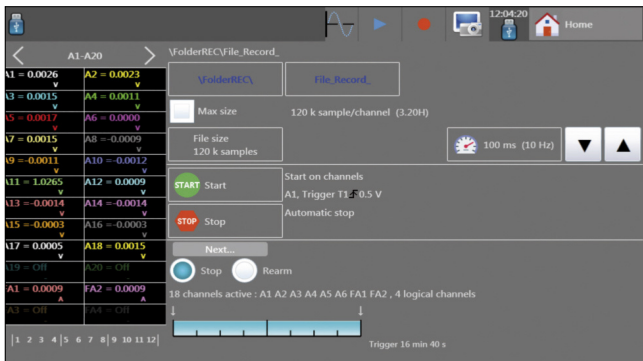 12:04:20
Home
A1-A20
\FolderREC\File_Record_
A1 = 0.0026 V
A2 = 0.0023 V
A3 = 0.0015 V
A4 = 0.0011 V
A5 = 0.0017 V
A6 = 0.0000 V
A7 = 0.0015 V
A8 =-0.0009 V
A9 =-0.0011 V
A10 =-0.0012 V
A11 = 1.0265 V
A12 = 0.0009 V
A13 =-0.0014 V
A14 =-0.0014 V
A15 =-0.0003 V
A16 =-0.0003 V
A17 = 0.0005 V
A18 = 0.0015 V
A19 = Off
A20 = Off
FA1 = 0.0009 A
FA2 = 0.0009 A
FA3 = Off
FA4 = Off
1 2 3 4 5 6 7 8 9 10 11 12
\FolderREC\
File_Record_
Max size
120 k sample/channel (3.20H)
File size
120 k samples
100 ms (10 Hz)
START Start
Start on channels
A1, Trigger T1 0.5 V
STOP Stop
Automatic stop
Next...
Stop
Rearm
18 channels active : A1 A2 A3 A4 A5 A6 FA1 FA2 , 4 logical channels
Trigger 16 min 40 s